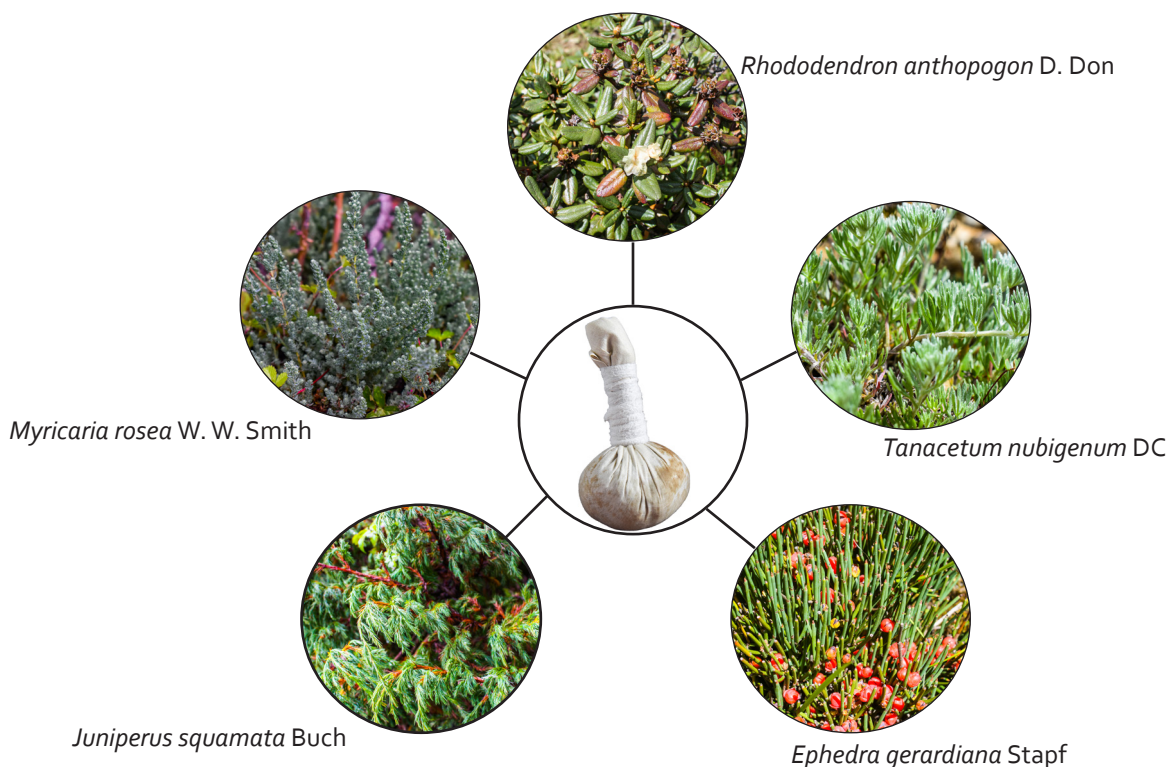 Rhododendron anthopogon D. Don
Myricaria rosea W. W. Smith
Tanacetum nubigenum DC
Juniperus squamata Buch
Ephedra gerardiana Stapf